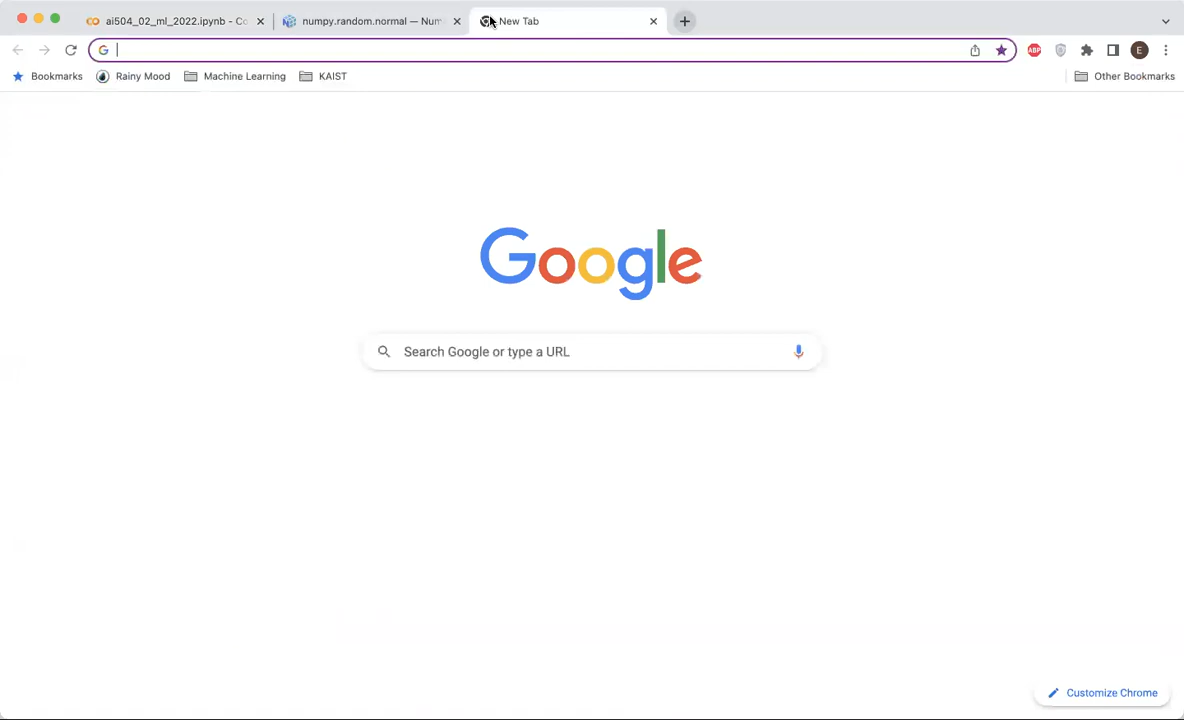 ai504_02_ml_2022.ipynb - Co
numpy.random.normal — Num
New Tab
Bookmarks
Rainy Mood
Machine Learning
KAIST
Other Bookmarks
ABP
E
Google
Search Google or type a URL
Customize Chrome